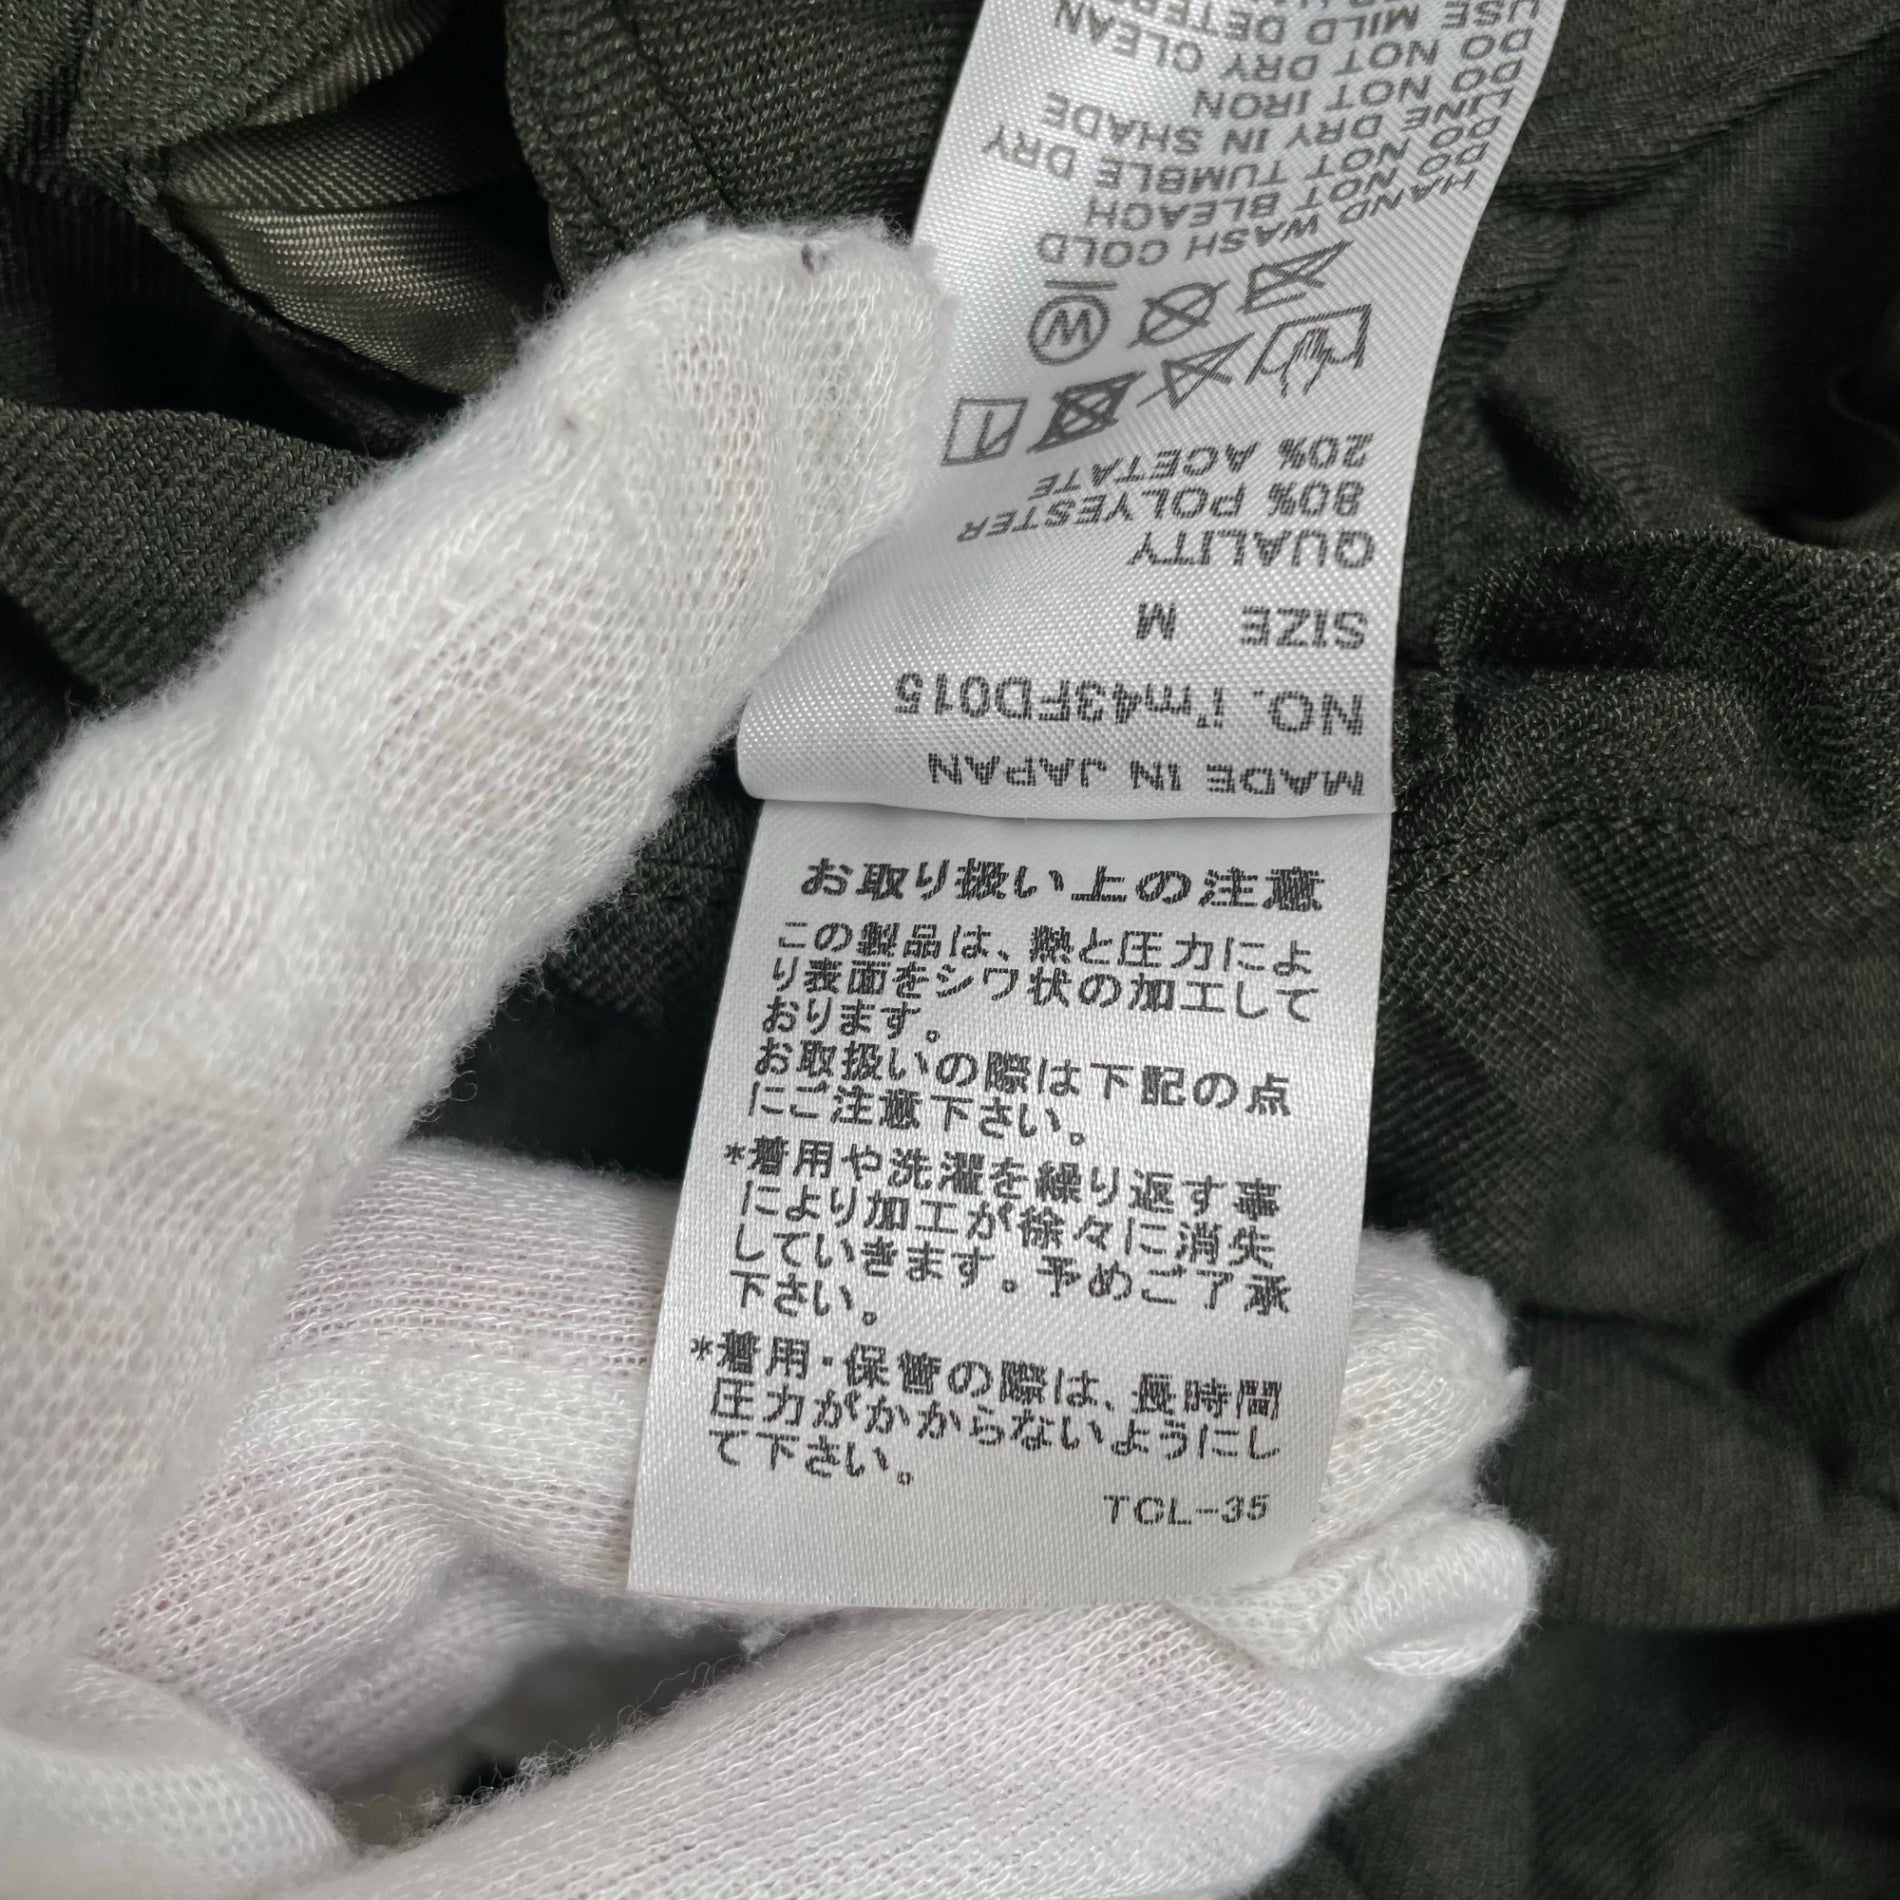 MADE IN JAPAN
NO. i'm43FD015
SIZE M
QUALITY
80% POLYESTER
20% ACETATE
W
HAND WASH COLD
DO NOT BLEACH
DO NOT TUMBLE DRY
LINE DRY IN SHADE
DO NOT IRON
DO NOT DRY CLEAN
USE MILD
お取り扱い上の注意
この製品は、熱と圧力によ
り表面をシワ状の加工して
おります。
お取扱いの際は下記の点
にご注意下さい。
*着用や洗濯を繰り返す事
により加工が徐々に消失
していきます。予めご了承
下さい。
*着用・保管の際は、長時間
圧力がかからないようにし
て下さい。
TCL-35